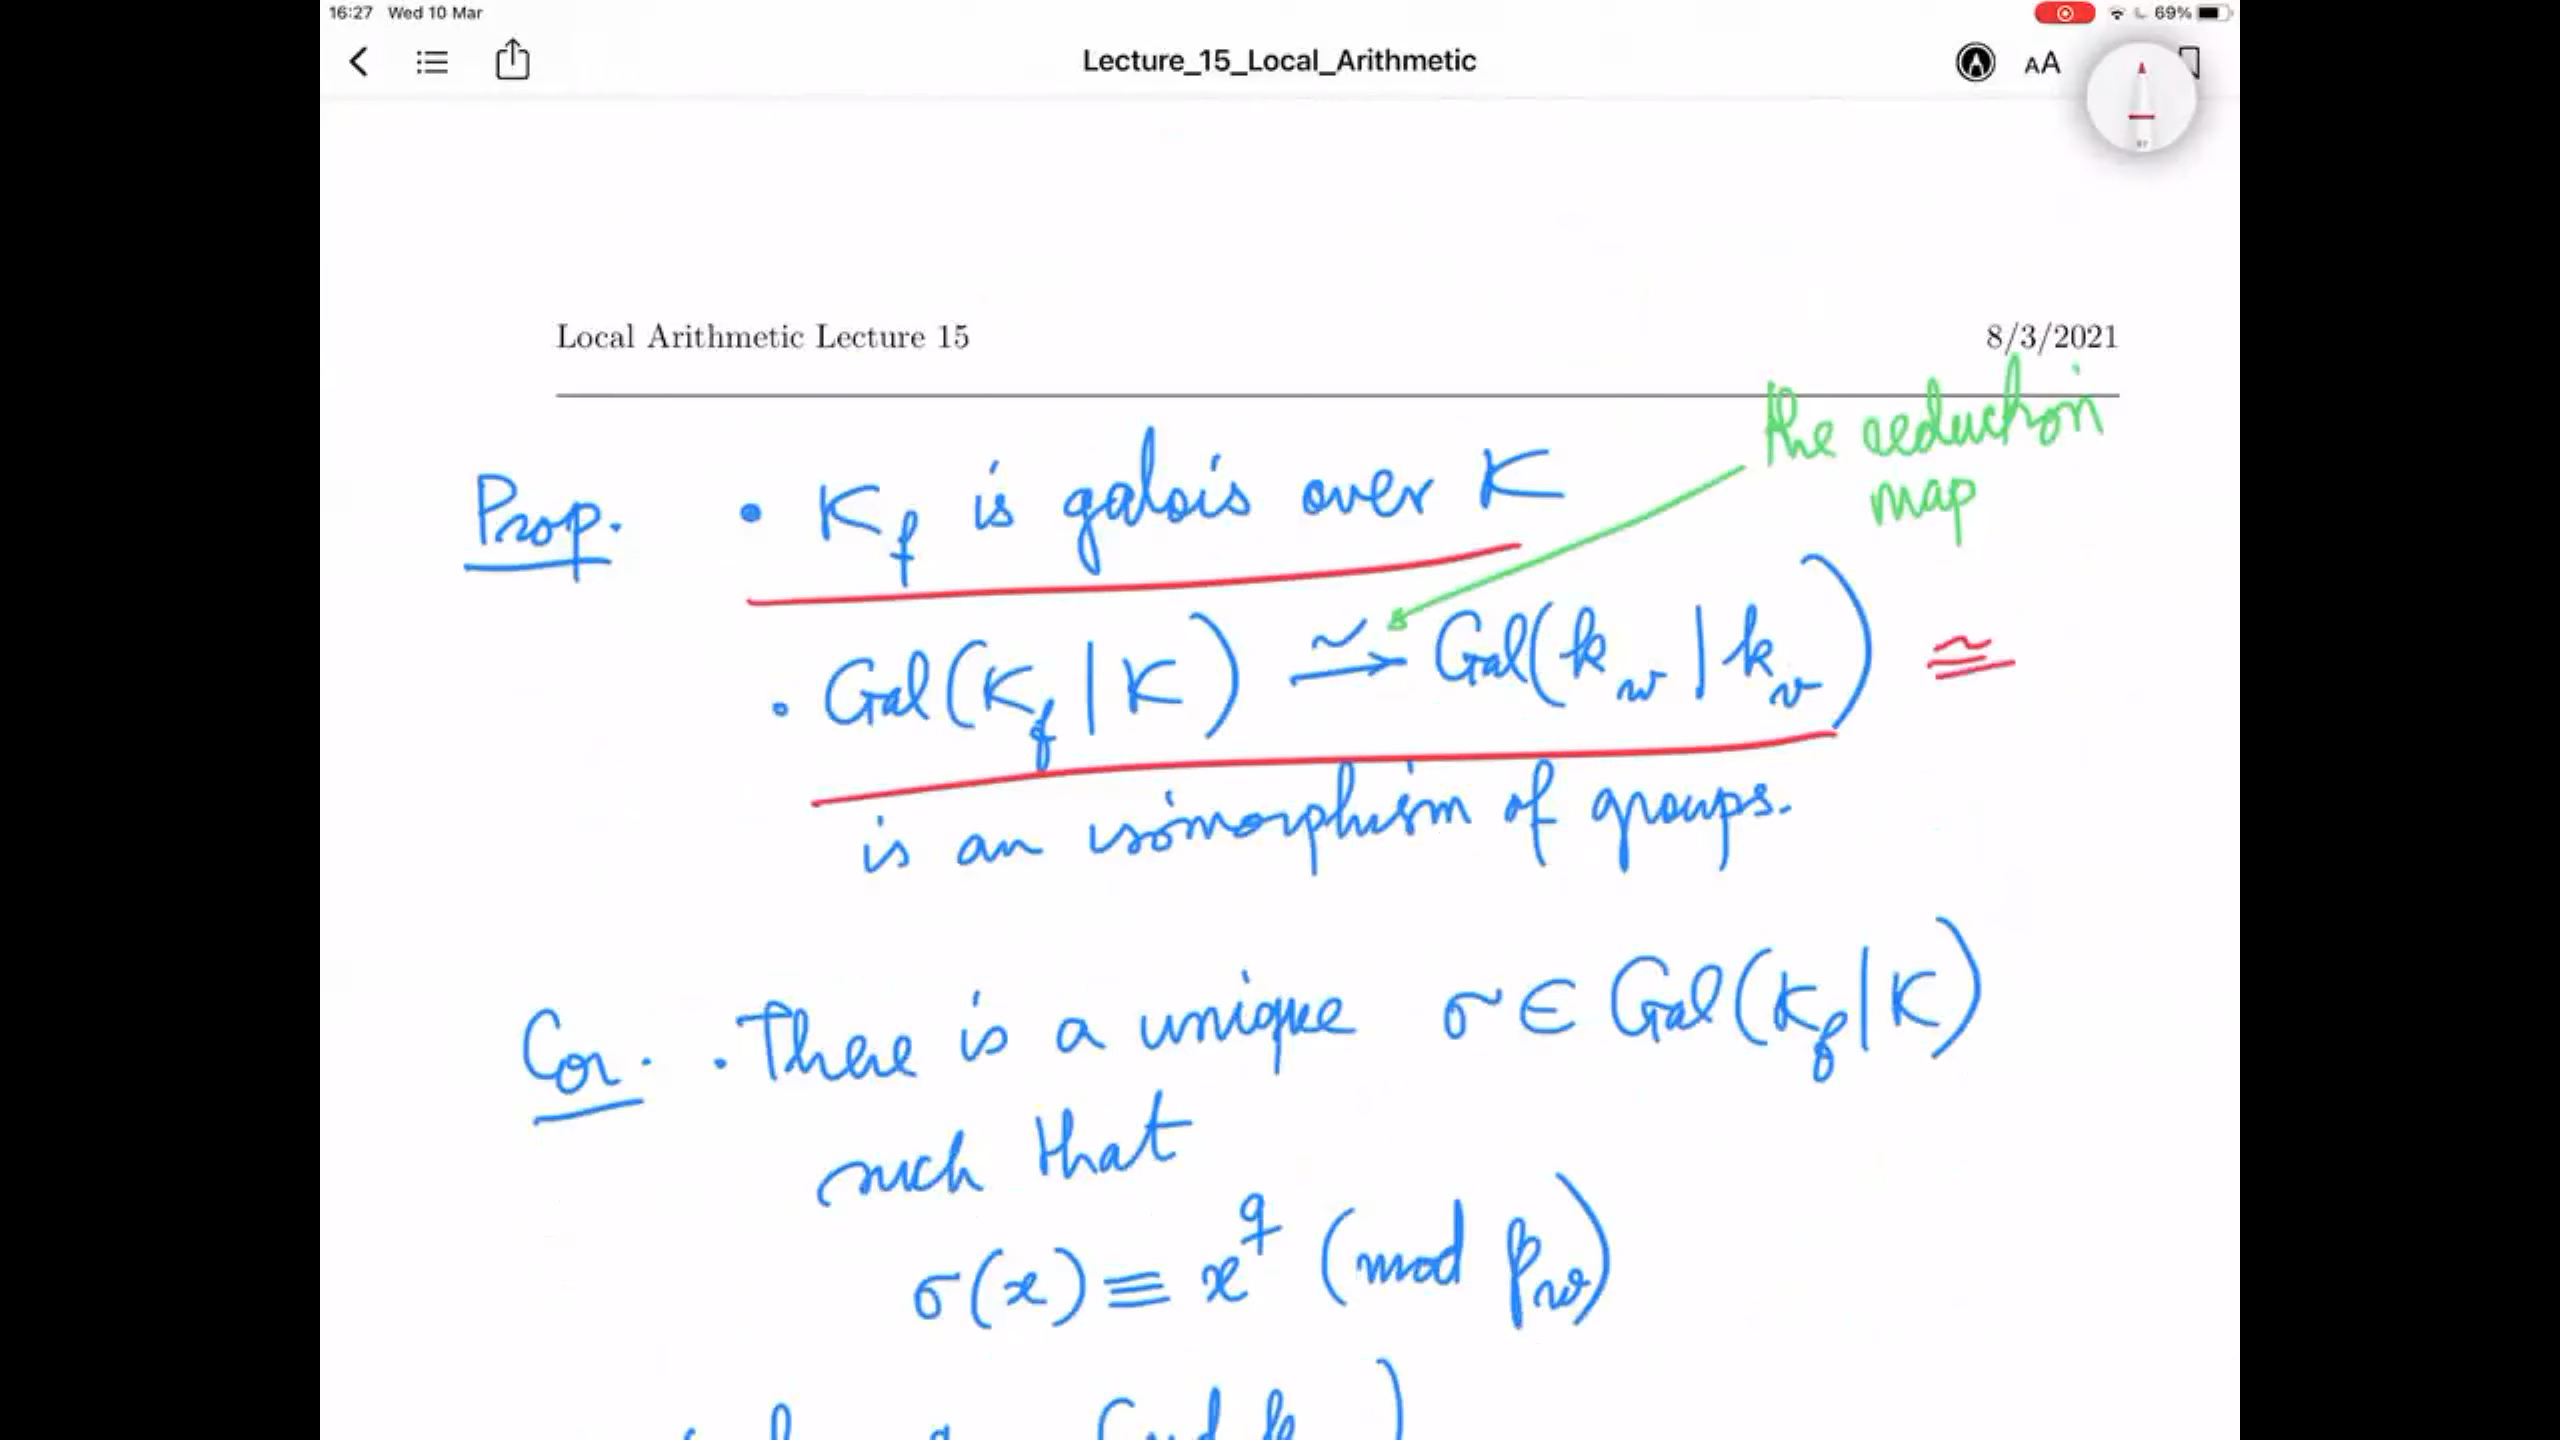 16:27 Wed 10 Mar
69%
Lecture_15_Local_Arithmetic
AA
Local Arithmetic Lecture 15 8/3/2021
the reduction
map
Prop. • K_f is galois over K
• Gal(K_f | K) ⥲ Gal(k_w | k_v) ≅
is an isomorphism of groups.
Cor. • There is a unique σ ∈ Gal(K_f | K)
such that
σ(x) ≡ x^q (mod p_w)